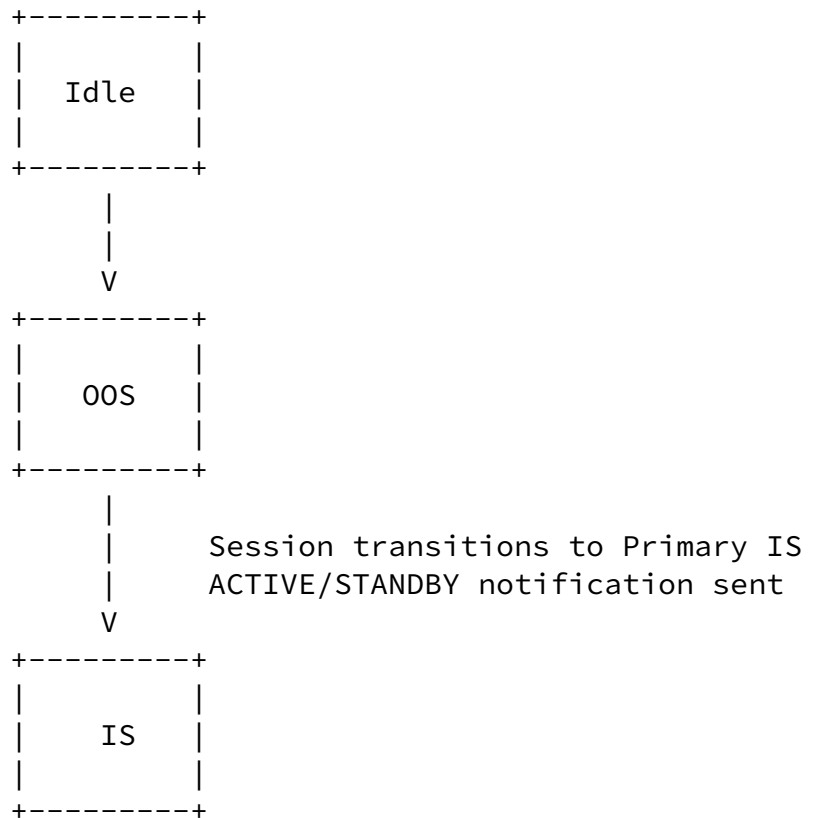 Idle
V
OOS
Session transitions to Primary IS
ACTIVE/STANDBY notification sent
V
IS